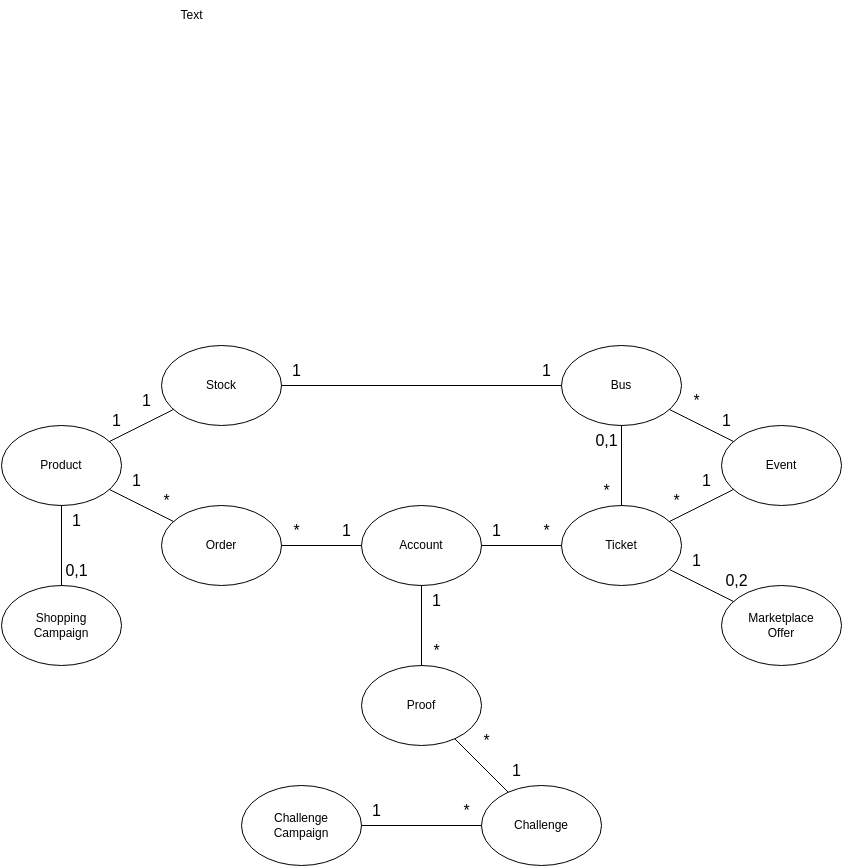 Text
1
1
Stock
Bus
1
*
1
1
0,1
Product
Event
1
1
*
*
*
1
*
1
1
*
Order
Account
Ticket
1
0,1
0,2
1
*
Shopping
Campaign
Marketplace
Offer
Proof
*
1
1
*
Challenge
Campaign
Challenge